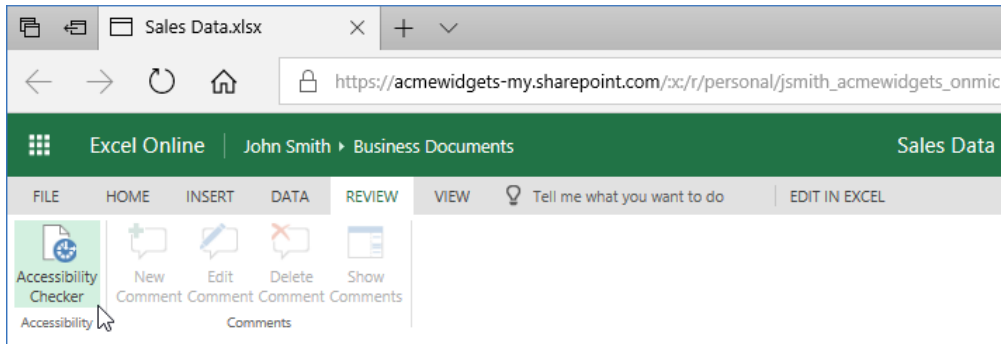 Sales Data.xlsx
https://acmewidgets-my.sharepoint.com/:x:/r/personal/jsmith_acmewidgets_onmic
Excel Online John Smith ▸ Business Documents Sales Data
FILE HOME INSERT DATA REVIEW VIEW Tell me what you want to do EDIT IN EXCEL
Accessibility New Edit Delete Show
Checker Comment Comment Comment Comments
Accessibility Comments